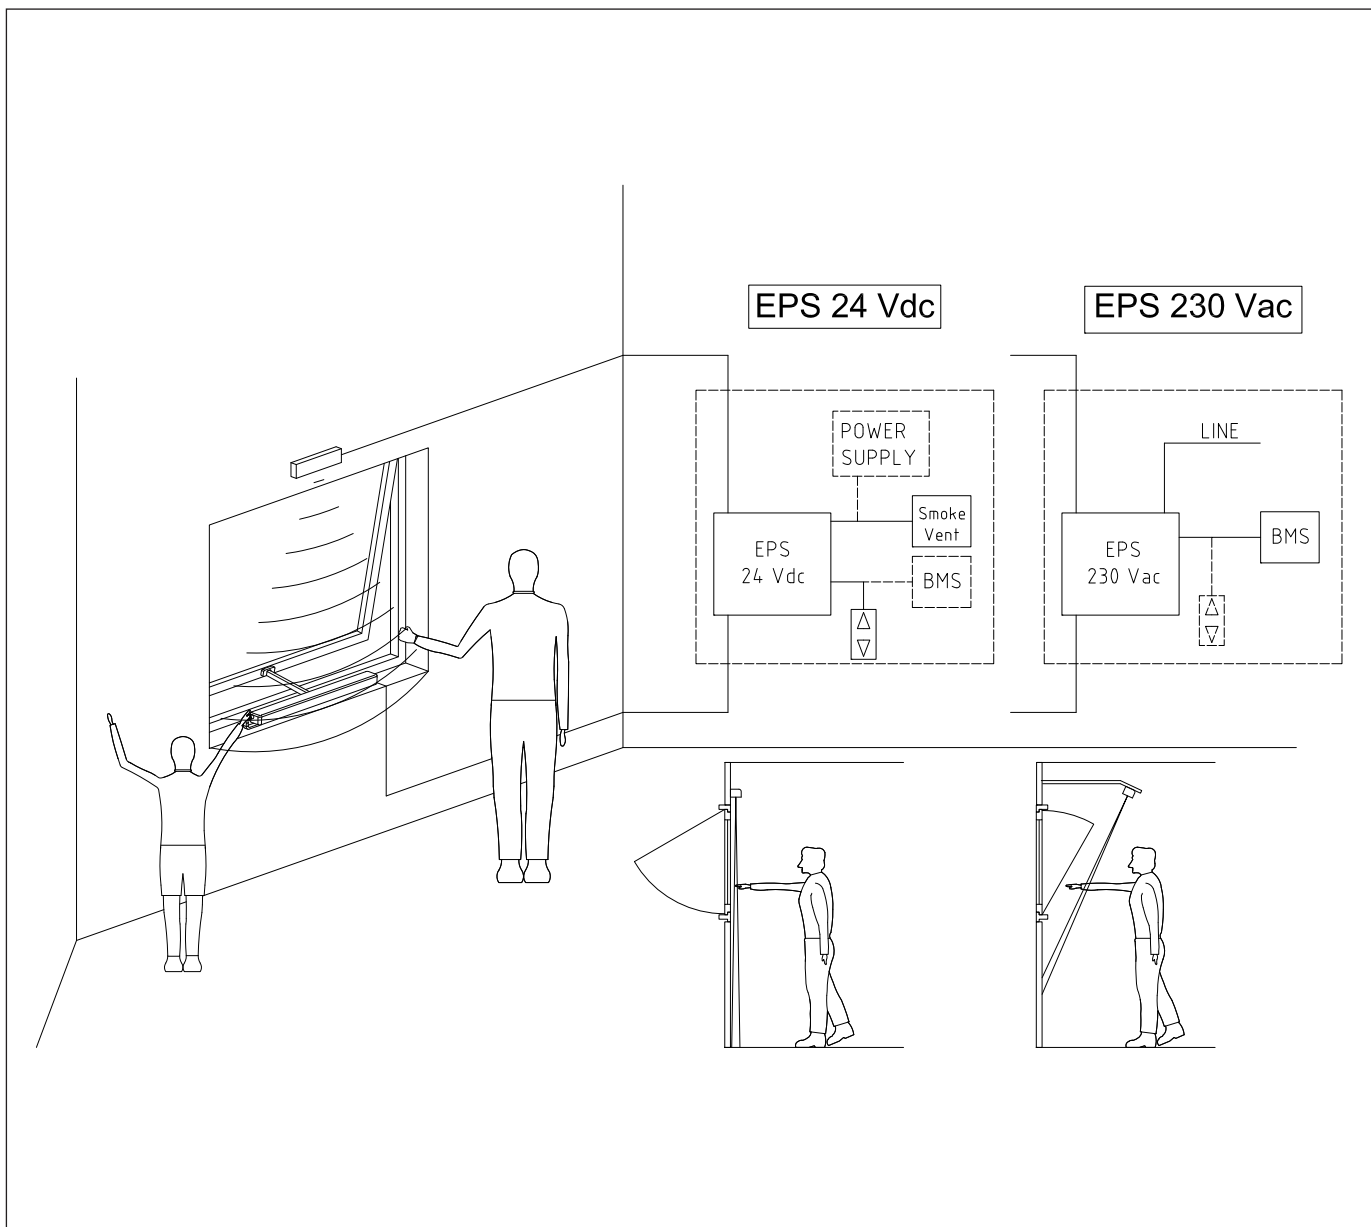 EPS 24 Vdc
EPS 230 Vac
POWER
SUPPLY
Smoke
Vent
EPS
24 Vdc
BMS
LINE
EPS
230 Vac
BMS